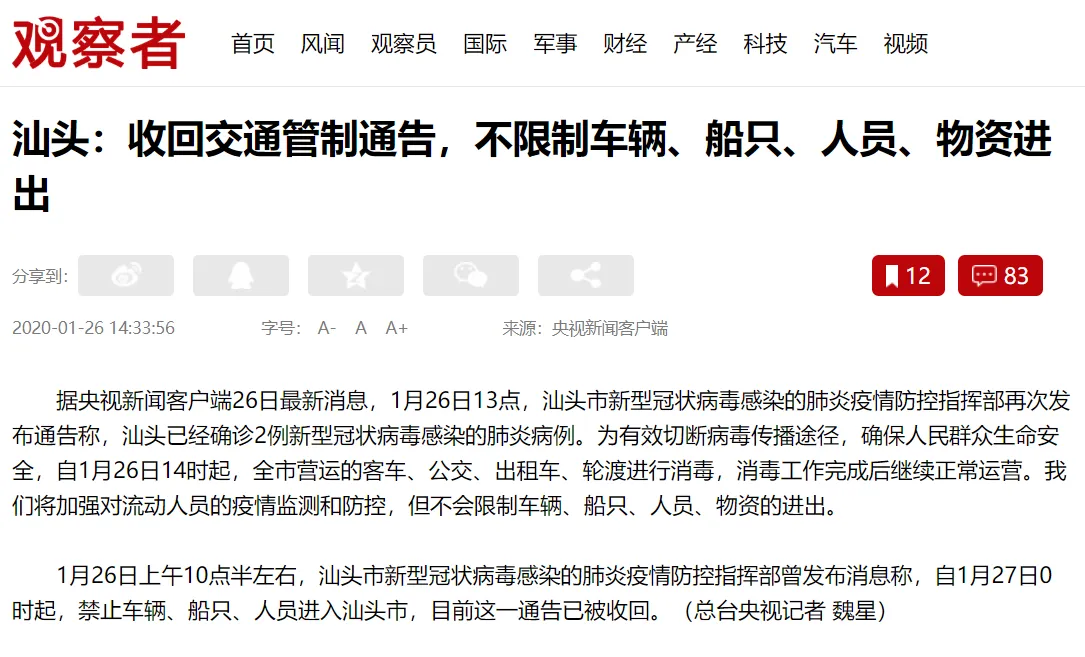 观察者 首页 风闻 观察员 国际 军事 财经 产经 科技 汽车 视频
汕头：收回交通管制通告，不限制车辆、船只、人员、物资进
出
分享到: 12 83
2020-01-26 14:33:56 字号： A- A A+ 来源：央视新闻客户端
据央视新闻客户端26日最新消息，1月26日13点，汕头市新型冠状病毒感染的肺炎疫情防控指挥部再次发
布通告称，汕头已经确诊2例新型冠状病毒感染的肺炎病例。为有效切断病毒传播途径，确保人民群众生命安
全，自1月26日14时起，全市营运的客车、公交、出租车、轮渡进行消毒，消毒工作完成后继续正常运营。我
们将加强对流动人员的疫情监测和防控，但不会限制车辆、船只、人员、物资的进出。
1月26日上午10点半左右，汕头市新型冠状病毒感染的肺炎疫情防控指挥部曾发布消息称，自1月27日0
时起，禁止车辆、船只、人员进入汕头市，目前这一通告已被收回。（总台央视记者 魏星）